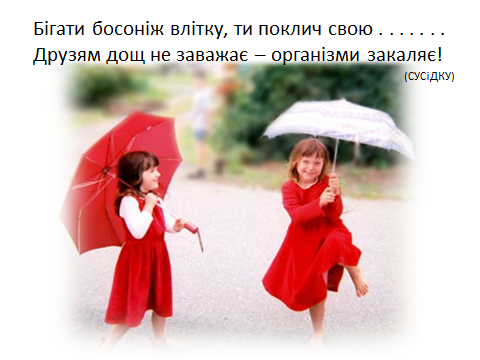 Бігати босоніж влітку, ти поклич свою . . . . . . .
Друзям дощ не заважає – організми закаляє!
(СУСіДКУ)